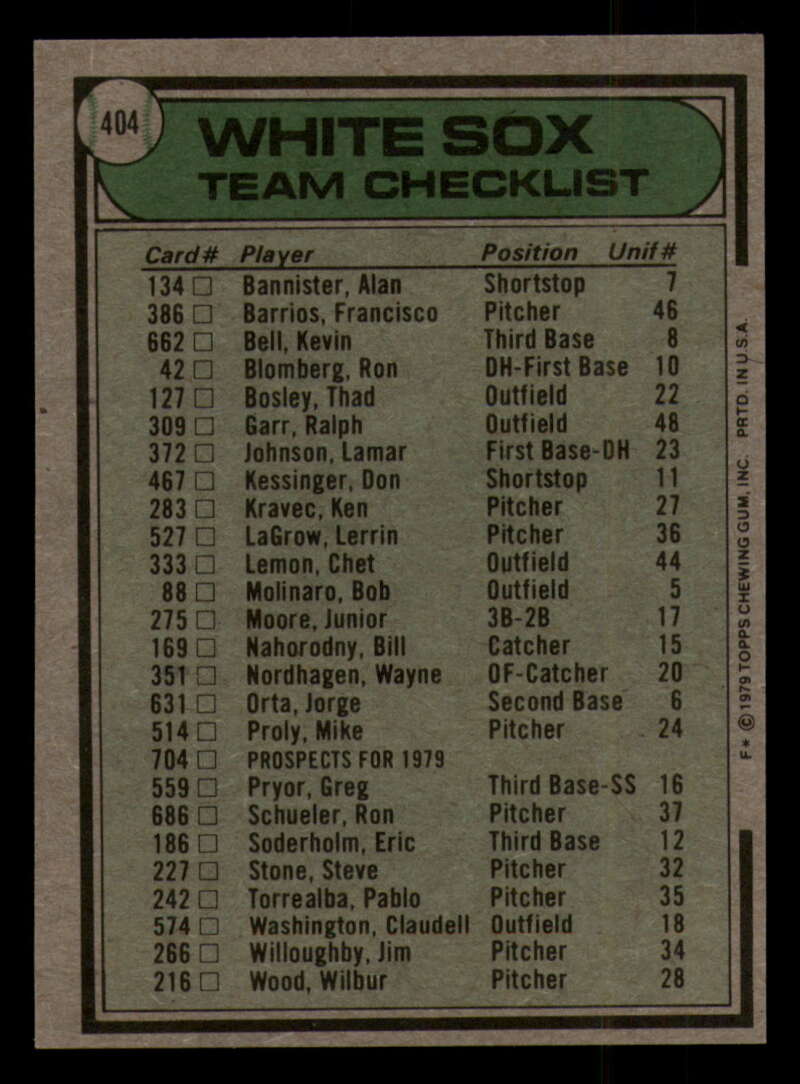 404
WHITE SOX
TEAM CHECKLIST
Card# Player Position Unif#
134 □ Bannister, Alan Shortstop 7
386 □ Barrios, Francisco Pitcher 46
662 □ Bell, Kevin Third Base 8
42 □ Blomberg, Ron DH-First Base 10
127 □ Bosley, Thad Outfield 22
309 □ Garr, Ralph Outfield 48
372 □ Johnson, Lamar First Base-DH 23
467 □ Kessinger, Don Shortstop 11
283 □ Kravec, Ken Pitcher 27
527 □ LaGrow, Lerrin Pitcher 36
333 □ Lemon, Chet Outfield 44
88 □ Molinaro, Bob Outfield 5
275 □ Moore, Junior 3B-2B 17
169 □ Nahorodny, Bill Catcher 15
351 □ Nordhagen, Wayne OF-Catcher 20
631 □ Orta, Jorge Second Base 6
514 □ Proly, Mike Pitcher 24
704 □ PROSPECTS FOR 1979
559 □ Pryor, Greg Third Base-SS 16
686 □ Schueler, Ron Pitcher 37
186 □ Soderholm, Eric Third Base 12
227 □ Stone, Steve Pitcher 32
242 □ Torrealba, Pablo Pitcher 35
574 □ Washington, Claudell Outfield 18
266 □ Willoughby, Jim Pitcher 34
216 □ Wood, Wilbur Pitcher 28
F* © 1979 TOPPS CHEWING GUM, INC. PRTD. IN U.S.A.